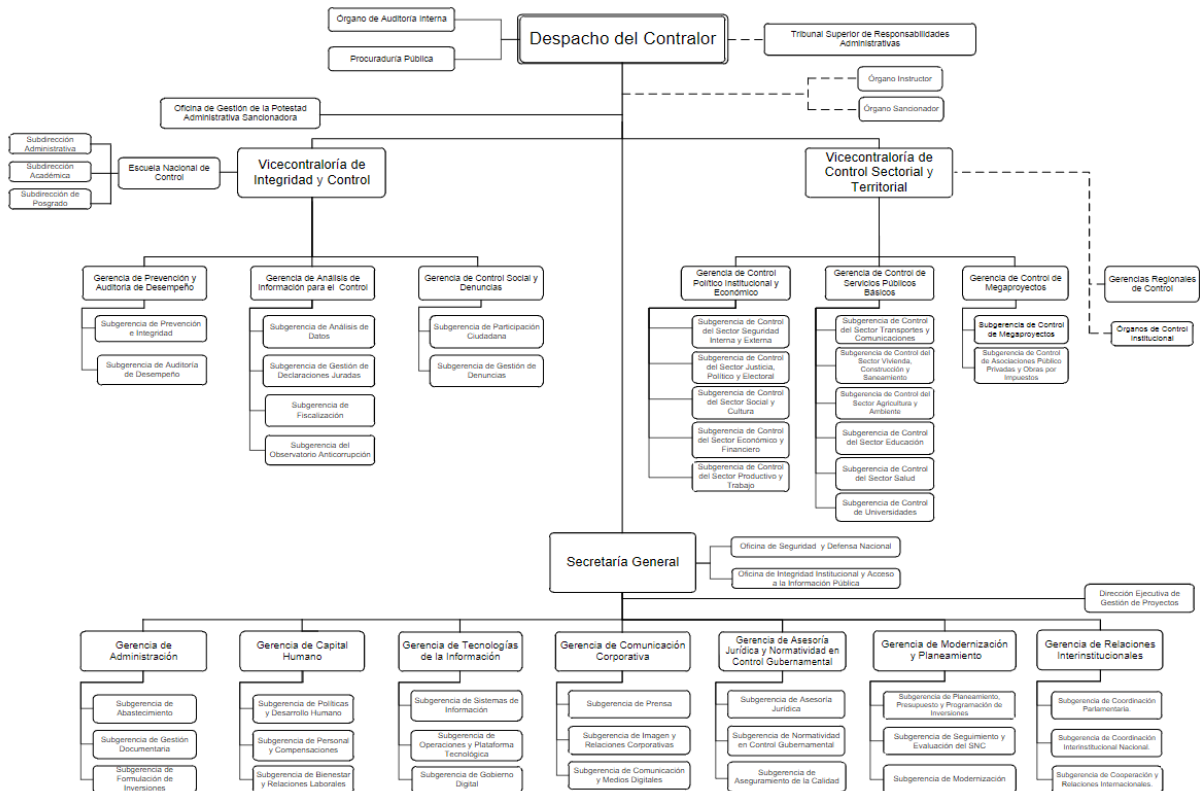 Órgano de Auditoría Interna
Despacho del Contralor
Tribunal Superior de Responsabilidades
Administrativas
Procuraduría Pública
Órgano Instructor
Órgano Sancionador
Oficina de Gestión de la Potestad
Administrativa Sancionadora
Subdirección
Administrativa
Subdirección
Académica
Subdirección de
Posgrado
Escuela Nacional de
Control
Vicecontraloría de
Integridad y Control
Vicecontraloría de
Control Sectorial y
Territorial
Gerencia de Prevención y
Auditoria de Desempeño
Subgerencia de Prevención
e Integridad
Subgerencia de Auditoría
de Desempeño
Gerencia de Análisis de
Información para el Control
Subgerencia de Análisis de
Datos
Subgerencia de Gestión de
Declaraciones Juradas
Subgerencia de
Fiscalización
Subgerencia del
Observatorio Anticorrupción
Gerencia de Control Social y
Denuncias
Subgerencia de Participación
Ciudadana
Subgerencia de Gestión de
Denuncias
Gerencia de Control
Político Institucional y
Económico
Subgerencia de Control
del Sector Seguridad
Interna y Externa
Subgerencia de Control
del Sector Justicia,
Político y Electoral
Subgerencia de Control
del Sector Social y
Cultura
Subgerencia de Control
del Sector Económico y
Financiero
Subgerencia de Control
del Sector Productivo y
Trabajo
Gerencia de Control de
Servicios Públicos
Básicos
Subgerencia de Control
del Sector Transportes y
Comunicaciones
Subgerencia de Control del
Sector Vivienda,
Construcción y
Saneamiento
Subgerencia de Control del
Sector Agricultura y
Ambiente
Subgerencia de Control
del Sector Educación
Subgerencia de Control
del Sector Salud
Subgerencia de Control
de Universidades
Gerencia de Control de
Megaproyectos
Subgerencia de Control
de Megaproyectos
Subgerencia de Control
de Asociaciones Público
Privadas y Obras por
Impuestos
Gerencias Regionales
de Control
Órganos de Control
Institucional
Secretaría General
Oficina de Seguridad y Defensa Nacional
Oficina de Integridad Institucional y Acceso
a la Información Pública
Dirección Ejecutiva de
Gestión de Proyectos
Gerencia de
Administración
Subgerencia de
Abastecimiento
Subgerencia de Gestión
Documentaria
Subgerencia de
Formulación de
Inversiones
Gerencia de Capital
Humano
Subgerencia de Políticas
y Desarrollo Humano
Subgerencia de Personal
y Compensaciones
Subgerencia de Bienestar
y Relaciones Laborales
Gerencia de Tecnologías
de la Información
Subgerencia de Sistemas de
Información
Subgerencia de
Operaciones y Plataforma
Tecnológica
Subgerencia de Gobierno
Digital
Gerencia de Comunicación
Corporativa
Subgerencia de Prensa
Subgerencia de Imagen y
Relaciones Corporativas
Subgerencia de Comunicación
y Medios Digitales
Gerencia de Asesoría
Jurídica y Normatividad en
Control Gubernamental
Subgerencia de Asesoría
Jurídica
Subgerencia de Normatividad
en Control Gubernamental
Subgerencia de
Aseguramiento de la Calidad
Gerencia de Modernización
y Planeamiento
Subgerencia de Planeamiento,
Presupuesto y Programación de
Inversiones
Subgerencia de Seguimiento y
Evaluación del SNC
Subgerencia de Modernización
Gerencia de Relaciones
Interinstitucionales
Subgerencia de Coordinación
Parlamentaria.
Subgerencia de Coordinación
Interinstitucional Nacional.
Subgerencia de Cooperación y
Relaciones Internacionales.